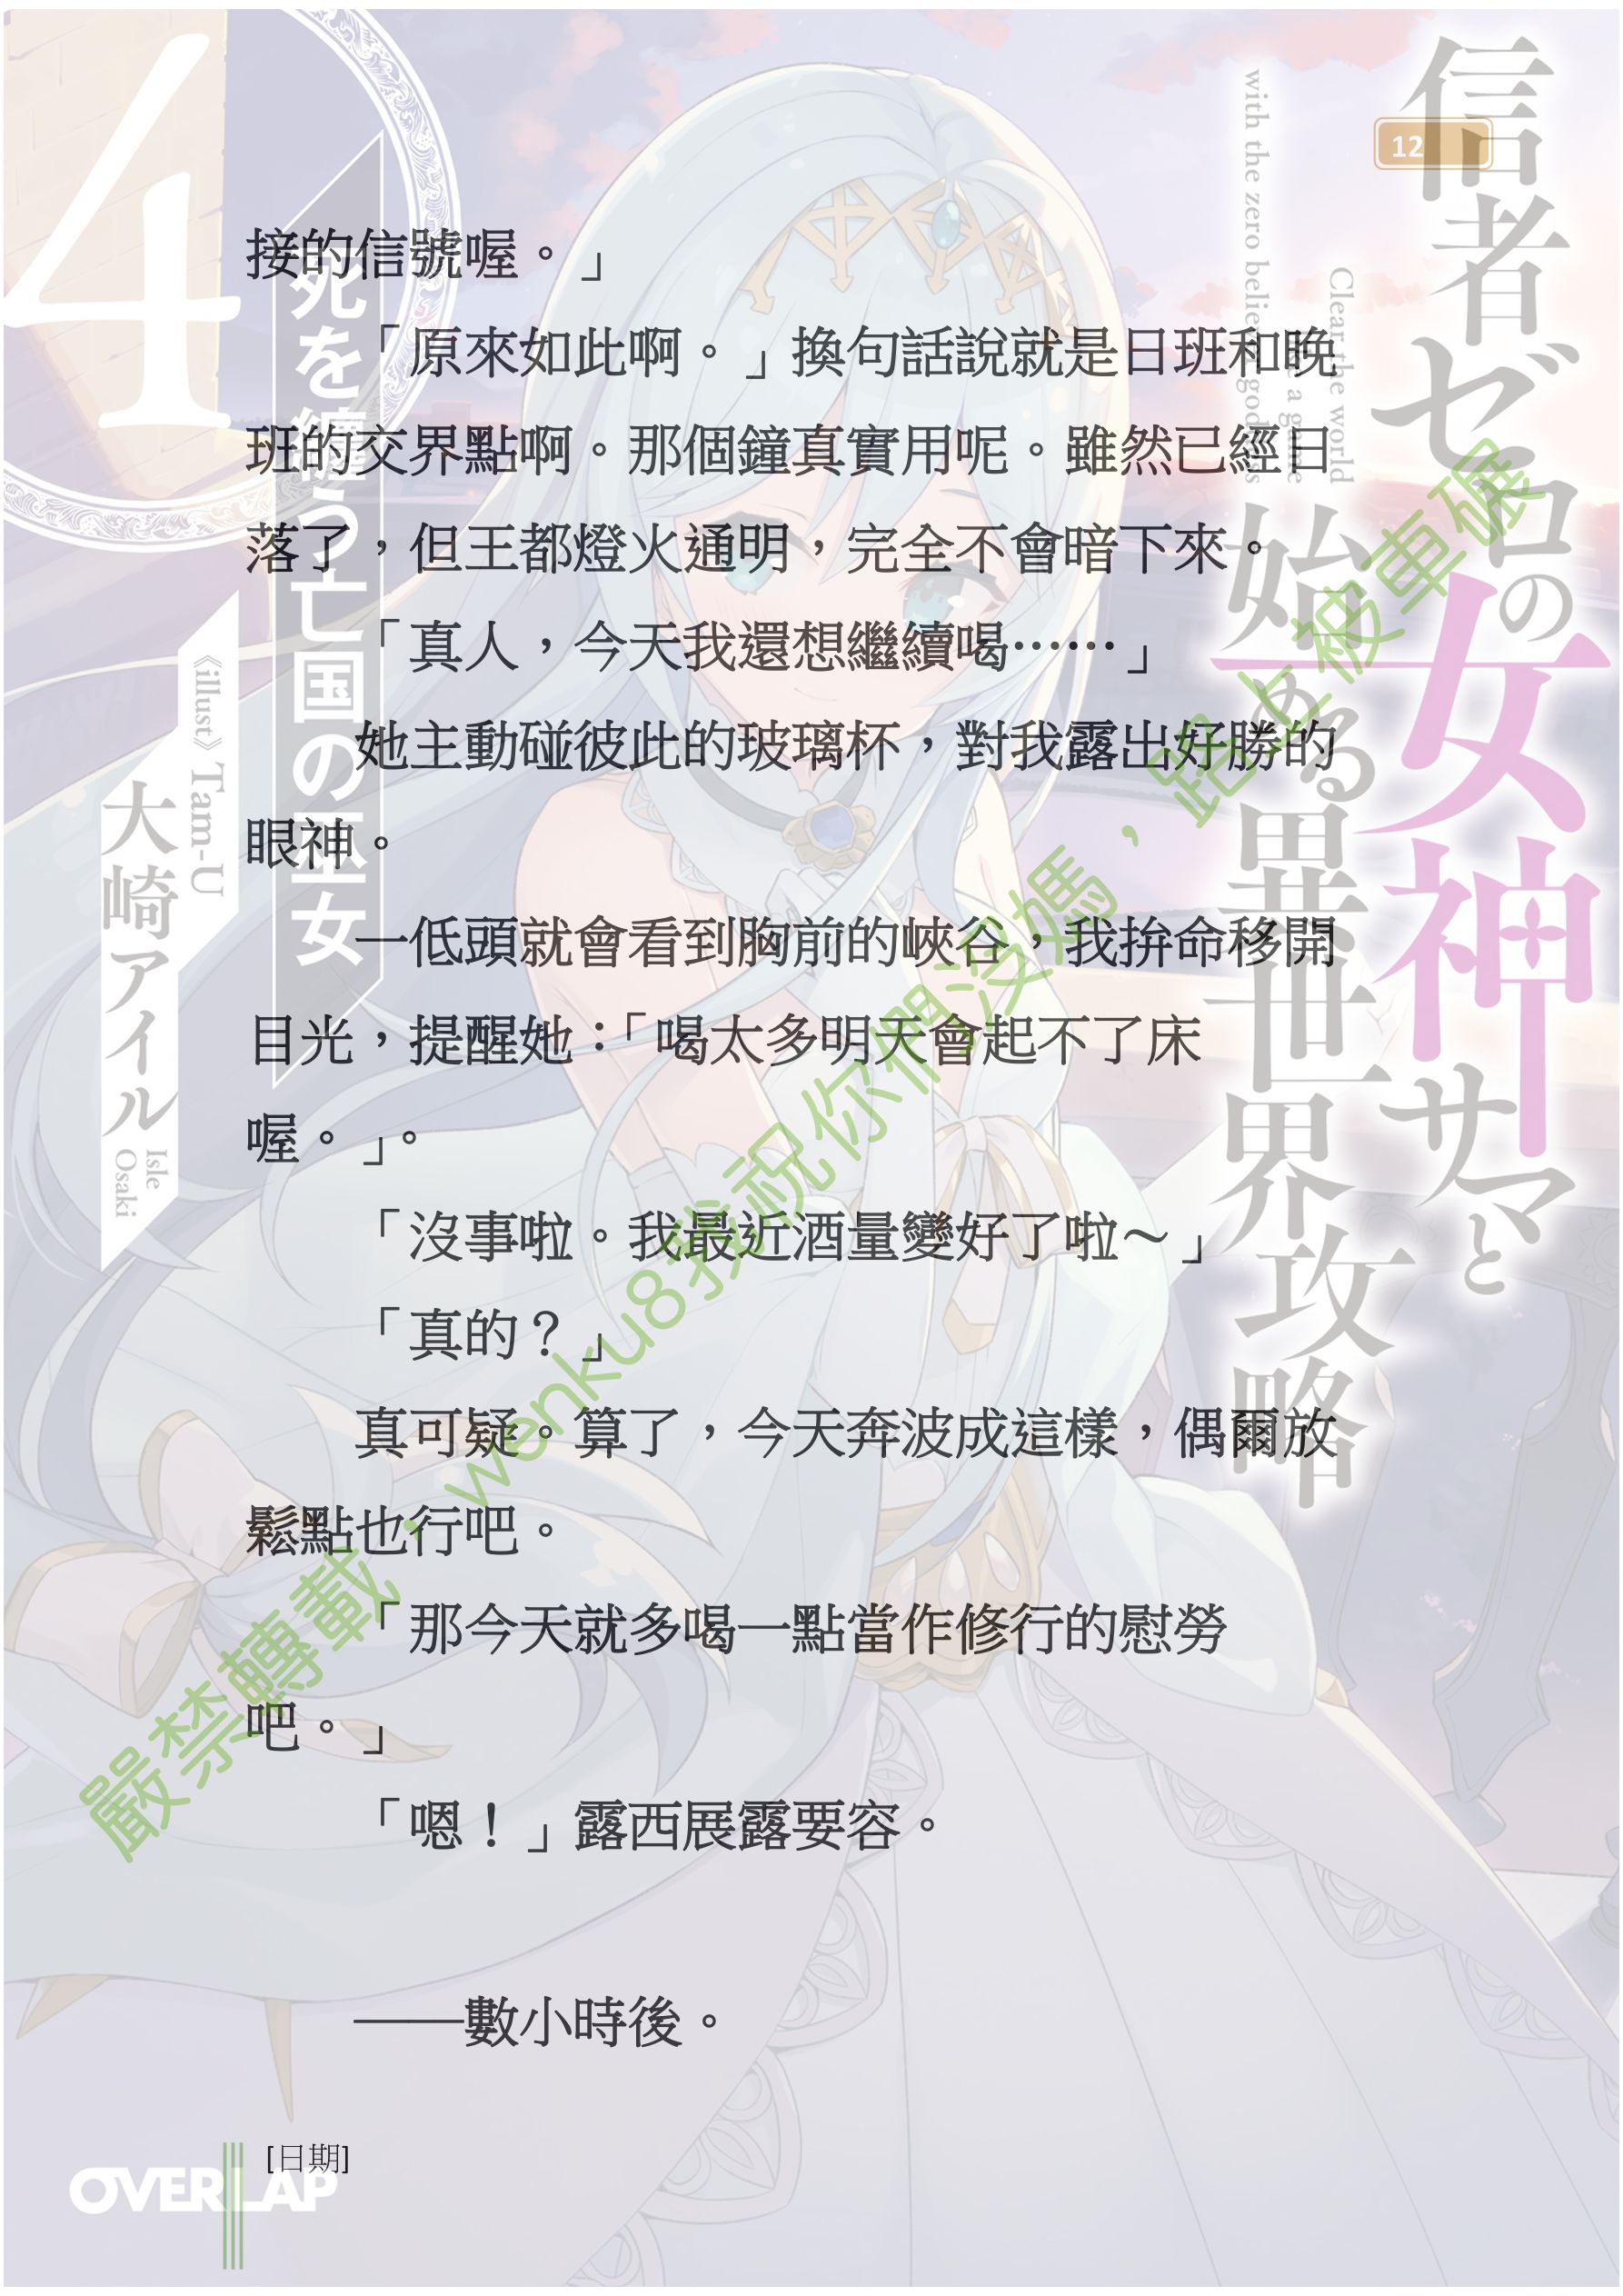 12
接的信號喔。」
「原來如此啊。」換句話說就是日班和晚
班的交界點啊。那個鐘真實用呢。雖然已經日
落了，但王都燈火通明，完全不會暗下來。
「真人，今天我還想繼續喝……」
她主動碰彼此的玻璃杯，對我露出好勝的
眼神。
一低頭就會看到胸前的峽谷，我拚命移開
目光，提醒她：「喝太多明天會起不了床
喔。」。
「沒事啦。我最近酒量變好了啦～」
「真的？」
真可疑。算了，今天奔波成這樣，偶爾放
鬆點也行吧。
「那今天就多喝一點當作修行的慰勞
吧。」
「嗯！」露西展露要容。
——數小時後。
[日期]
信者ゼロの女神サマと
始める異世界攻略
Clear the world
like a game
with the zero believer goddess
4
死を纏う亡国の巫女
《illust》Tam-U
大崎アイル
Isle
Osaki
OVERLAP
嚴禁轉載，wenku8我祝你們沒媽，路上被車碾